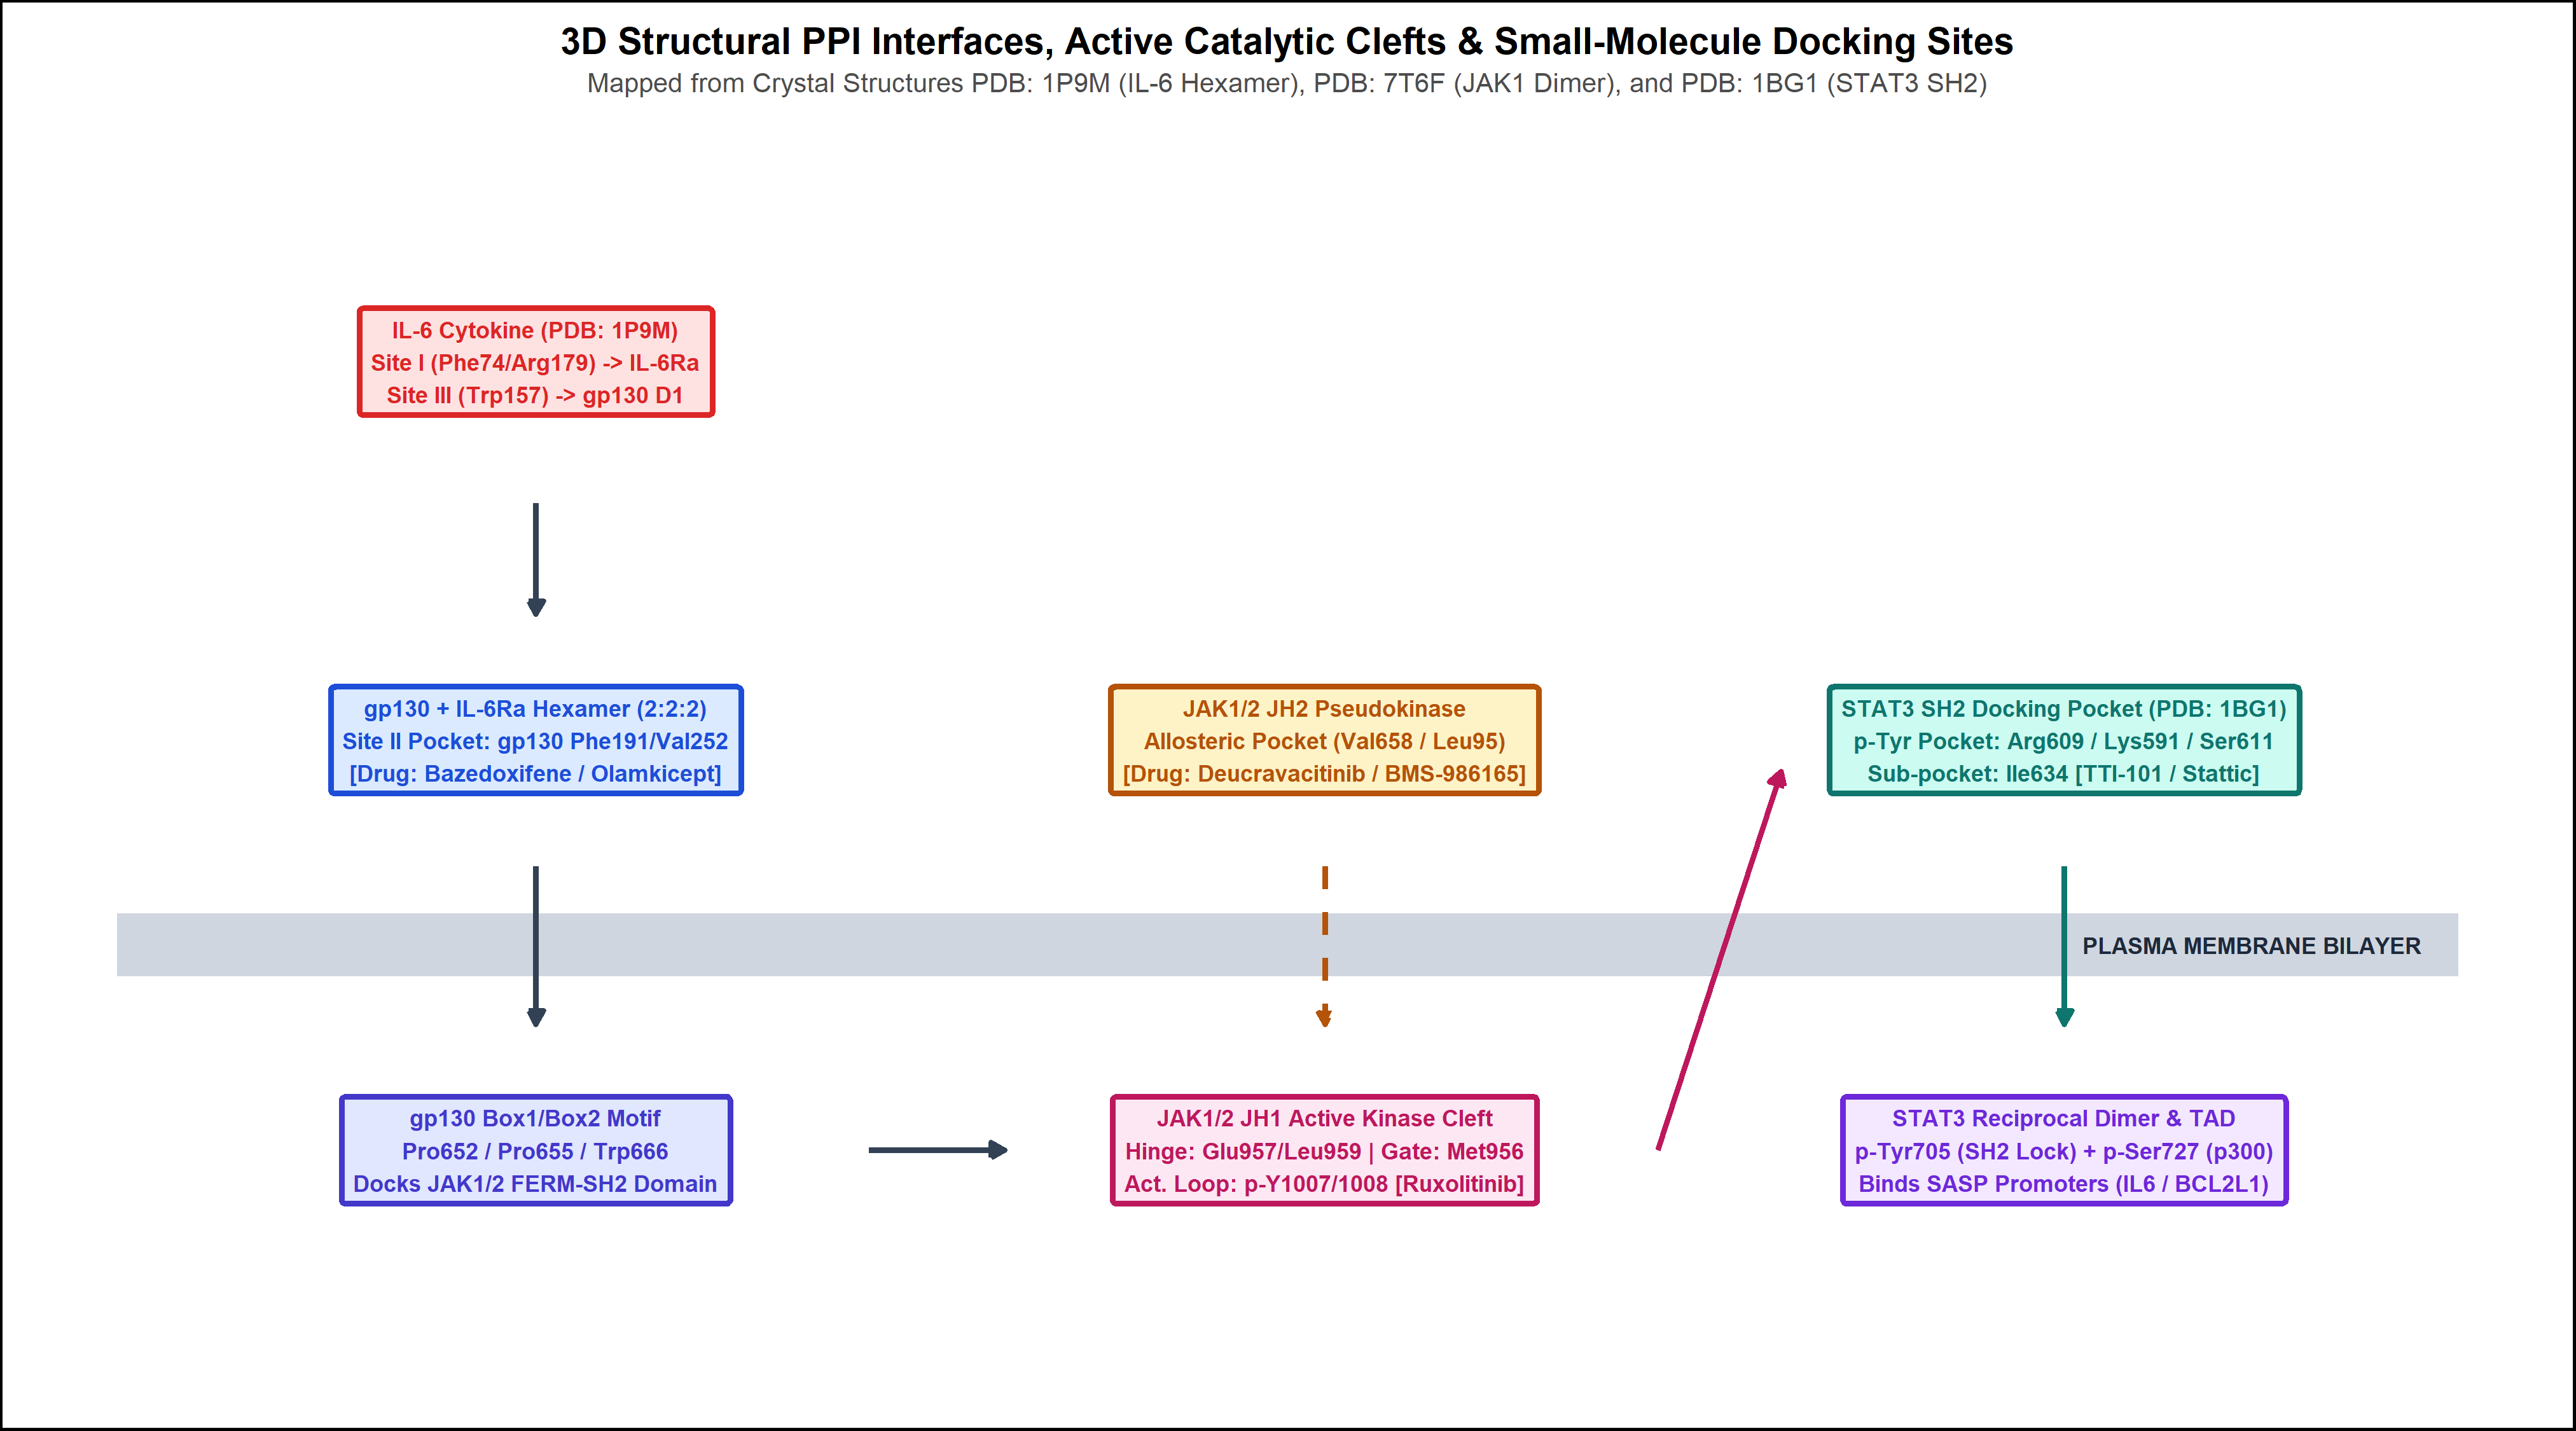 3D Structural PPI Interfaces, Active Catalytic Clefts & Small-Molecule Docking Sites
Mapped from Crystal Structures PDB: 1P9M (IL-6 Hexamer), PDB: 7T6F (JAK1 Dimer), and PDB: 1BG1 (STAT3 SH2)
IL-6 Cytokine (PDB: 1P9M)
Site I (Phe74/Arg179) -> IL-6Ra
Site III (Trp157) -> gp130 D1
gp130 + IL-6Ra Hexamer (2:2:2)
Site II Pocket: gp130 Phe191/Val252
[Drug: Bazedoxifene / Olamkicept]
JAK1/2 JH2 Pseudokinase
Allosteric Pocket (Val658 / Leu95)
[Drug: Deucravacitinib / BMS-986165]
STAT3 SH2 Docking Pocket (PDB: 1BG1)
p-Tyr Pocket: Arg609 / Lys591 / Ser611
Sub-pocket: Ile634 [TTI-101 / Stattic]
PLASMA MEMBRANE BILAYER
gp130 Box1/Box2 Motif
Pro652 / Pro655 / Trp666
Docks JAK1/2 FERM-SH2 Domain
JAK1/2 JH1 Active Kinase Cleft
Hinge: Glu957/Leu959 | Gate: Met956
Act. Loop: p-Y1007/1008 [Ruxolitinib]
STAT3 Reciprocal Dimer & TAD
p-Tyr705 (SH2 Lock) + p-Ser727 (p300)
Binds SASP Promoters (IL6 / BCL2L1)